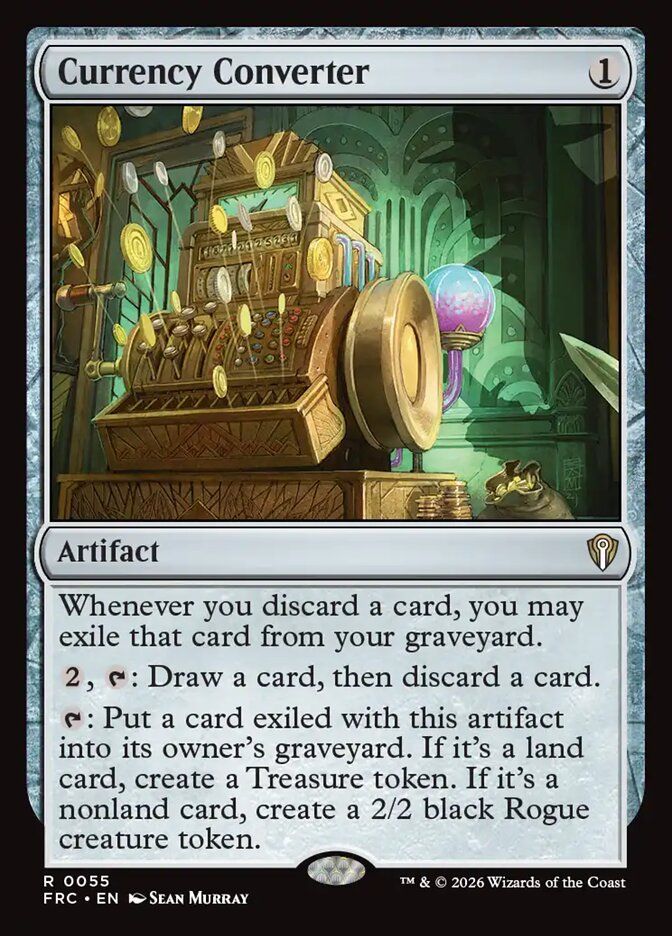 Currency Converter 1
Artifact
Whenever you discard a card, you may
exile that card from your graveyard.
2, : Draw a card, then discard a card.
: Put a card exiled with this artifact
into its owner's graveyard. If it's a land
card, create a Treasure token. If it's a
nonland card, create a 2/2 black Rogue
creature token.
R 0055
FRC • EN Sean Murray
™ & © 2026 Wizards of the Coast